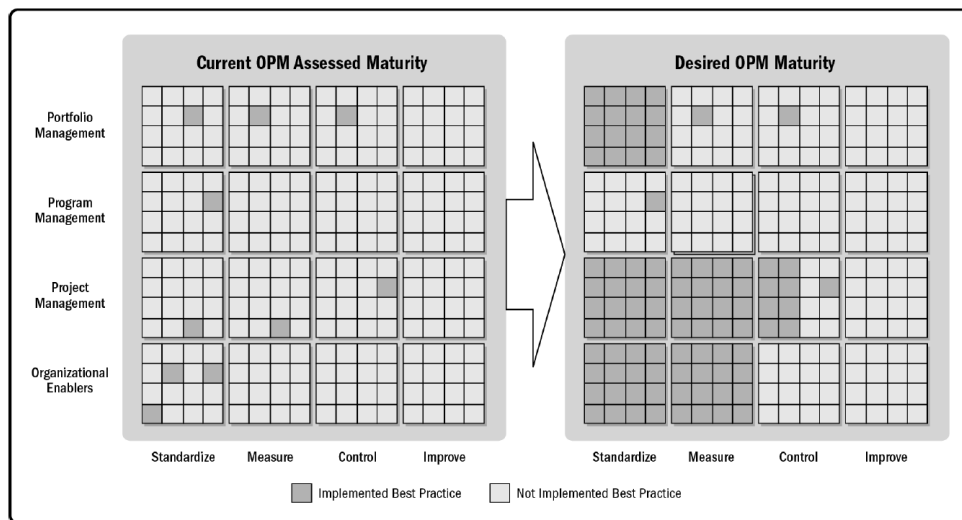 Current OPM Assessed Maturity
Desired OPM Maturity
Portfolio
Management
Program
Management
Project
Management
Organizational
Enablers
Standardize Measure Control Improve
Standardize Measure Control Improve
Implemented Best Practice Not Implemented Best Practice